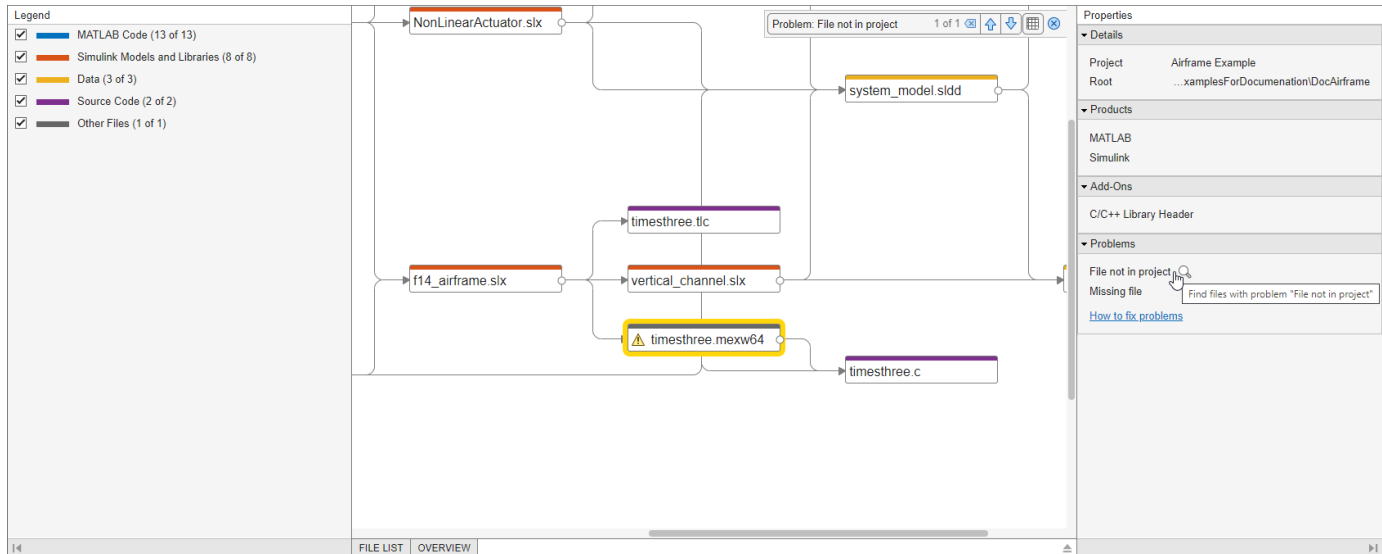 Legend
MATLAB Code (13 of 13)
Simulink Models and Libraries (8 of 8)
Data (3 of 3)
Source Code (2 of 2)
Other Files (1 of 1)
NonLinearActuator.slx
Problem: File not in project 1 of 1
system_model.sldd
timesthree.tlc
f14_airframe.slx
vertical_channel.slx
timesthree.mexw64
timesthree.c
FILE LIST OVERVIEW
Properties
Details
Project Airframe Example
Root ...xamplesForDocumenation\DocAirframe
Products
MATLAB
Simulink
Add-Ons
C/C++ Library Header
Problems
File not in project
Missing file
Find files with problem "File not in project"
How to fix problems